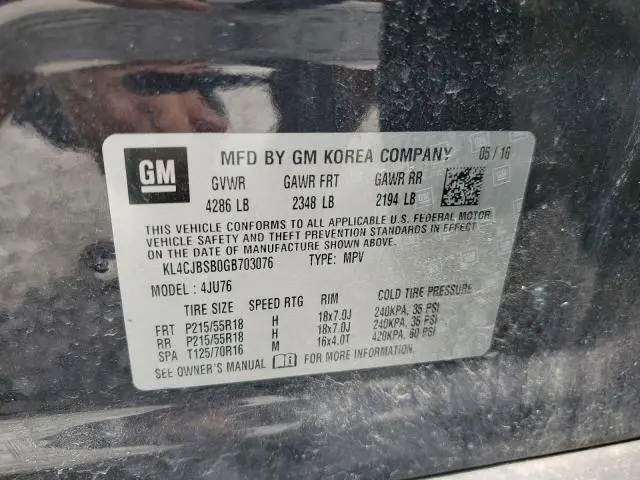 GM
MFD BY GM KOREA COMPANY 05 / 16
GVWR GAWR FRT GAWR RR
4286 LB 2348 LB 2194 LB
THIS VEHICLE CONFORMS TO ALL APPLICABLE U.S. FEDERAL MOTOR
VEHICLE SAFETY AND THEFT PREVENTION STANDARDS IN EFFECT
ON THE DATE OF MANUFACTURE SHOWN ABOVE.
KL4CJBSB0GB703076 TYPE: MPV
MODEL : 4JU76
TIRE SIZE SPEED RTG RIM COLD TIRE PRESSURE
FRT P215/55R18 H 18x7.0J 240KPA, 35 PSI
RR P215/55R18 H 18x7.0J 240KPA, 35 PSI
SPA T125/70R16 M 16x4.0T 420KPA, 60 PSI
SEE OWNER'S MANUAL FOR MORE INFORMATION.